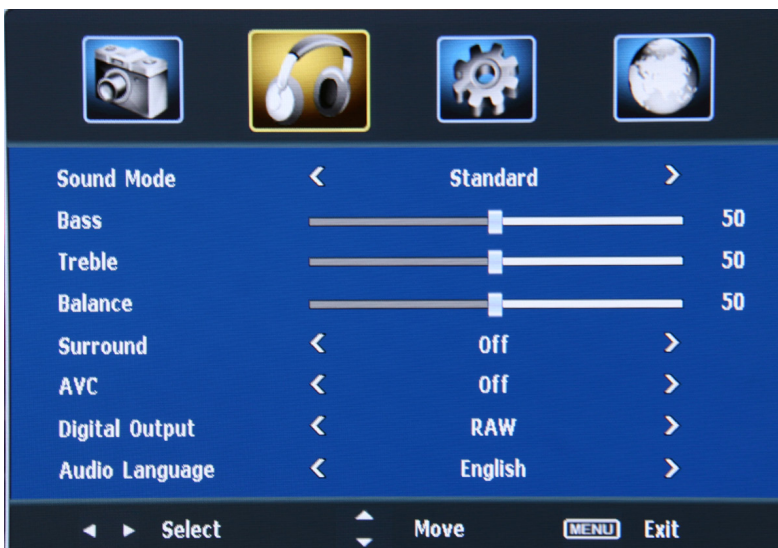 Sound Mode Standard
Bass 50
Treble 50
Balance 50
Surround Off
AVC Off
Digital Output RAW
Audio Language English
Select Move MENU Exit